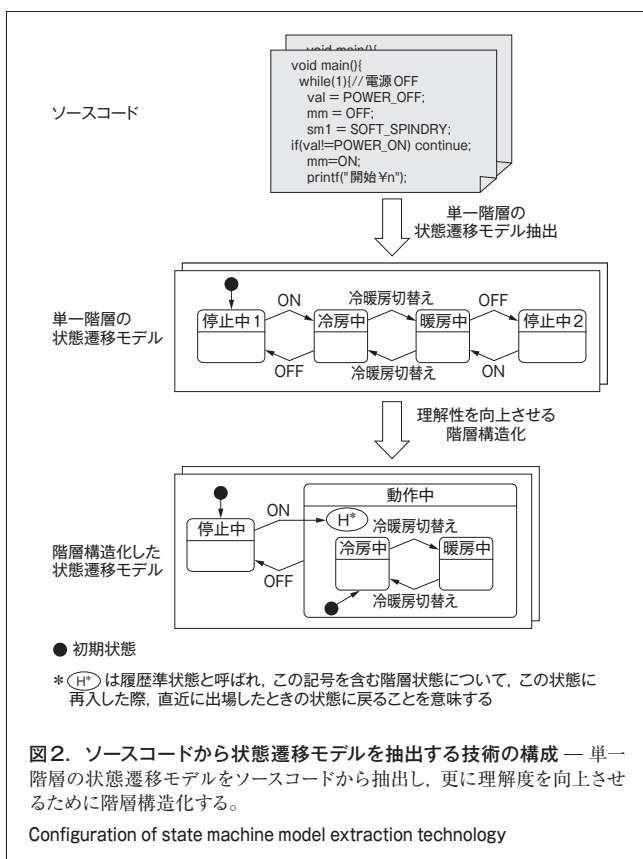 void main(){
void main(){
while(1){//電源OFF
val = POWER_OFF;
mm = OFF;
sm1 = SOFT_SPINDRY;
if(val!=POWER_ON) continue;
mm=ON;
printf("開始¥n");
ソースコード
単一階層の
状態遷移モデル抽出
単一階層の
状態遷移モデル
停止中1
ON
OFF
冷房中
冷暖房切替え
冷暖房切替え
暖房中
OFF
ON
停止中2
理解性を向上させる
階層構造化
階層構造化した
状態遷移モデル
停止中
ON
OFF
動作中
H*
冷暖房切替え
冷房中
暖房中
冷暖房切替え
● 初期状態
*H*は履歴準状態と呼ばれ，この記号を含む階層状態について，この状態に
再入した際，直近に出場したときの状態に戻ることを意味する
図2．ソースコードから状態遷移モデルを抽出する技術の構成 — 単一
階層の状態遷移モデルをソースコードから抽出し，更に理解度を向上させ
るために階層構造化する。
Configuration of state machine model extraction technology